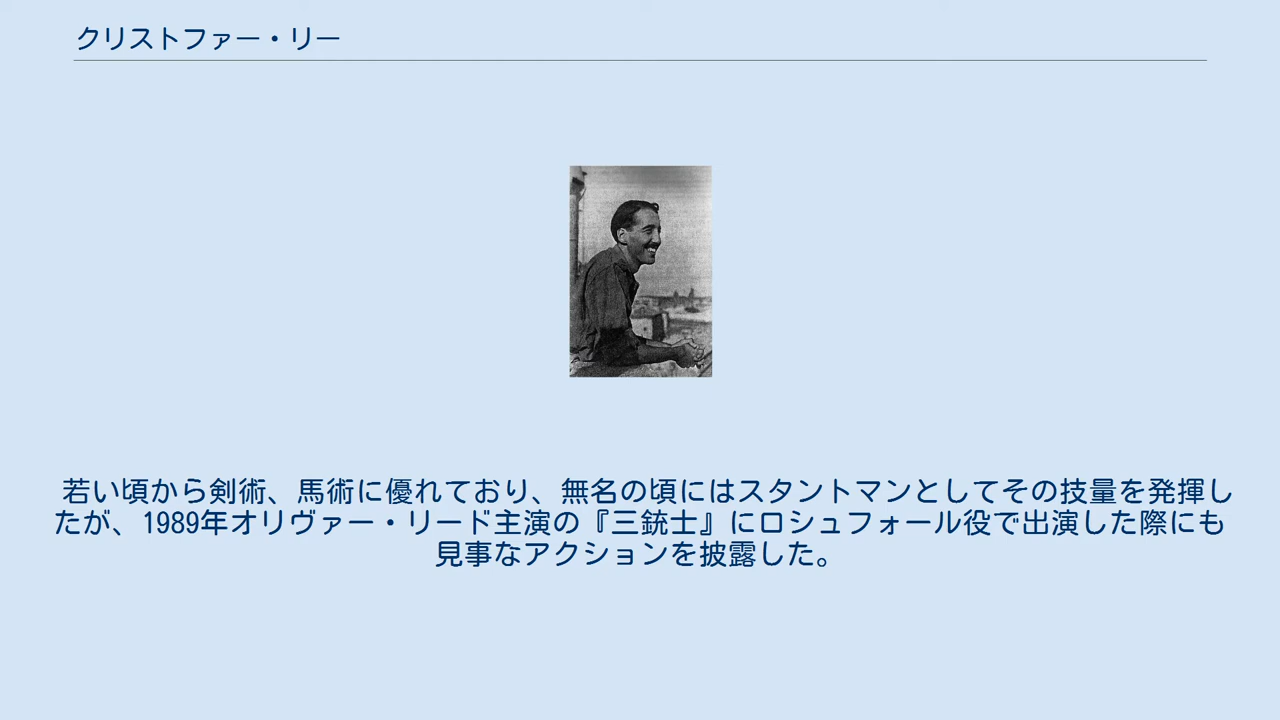 クリストファー・リー
若い頃から剣術、馬術に優れており、無名の頃にはスタントマンとしてその技量を発揮し
たが、1989年オリヴァー・リード主演の『三銃士』にロシュフォール役で出演した際にも
見事なアクションを披露した。